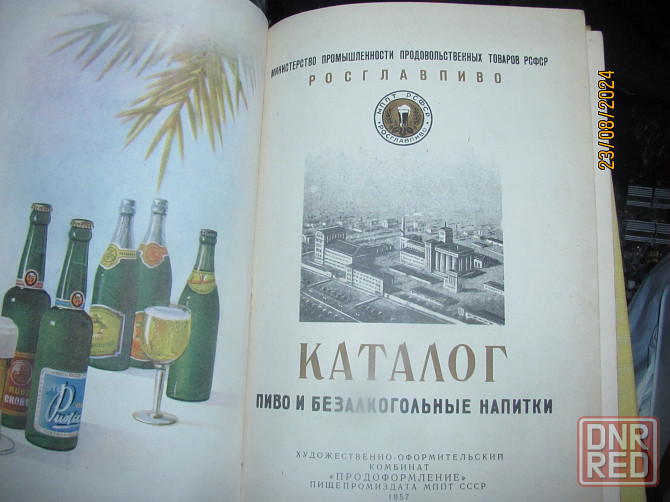 МИНИСТЕРСТВО ПРОМЫШЛЕННОСТИ ПРОДОВОЛЬСТВЕННЫХ ТОВАРОВ РСФСР
РОСГЛАВПИВО
МППТ РСФСР
РОСГЛАВПИВО
КАТАЛОГ
ПИВО И БЕЗАЛКОГОЛЬНЫЕ НАПИТКИ
ХУДОЖЕСТВЕННО-ОФОРМИТЕЛЬСКИЙ
КОМБИНАТ
«ПРОДОФОРМЛЕНИЕ»
ПИЩЕПРОМИЗДАТА МППТ СССР
1957
23/08/2024
DNR
RED